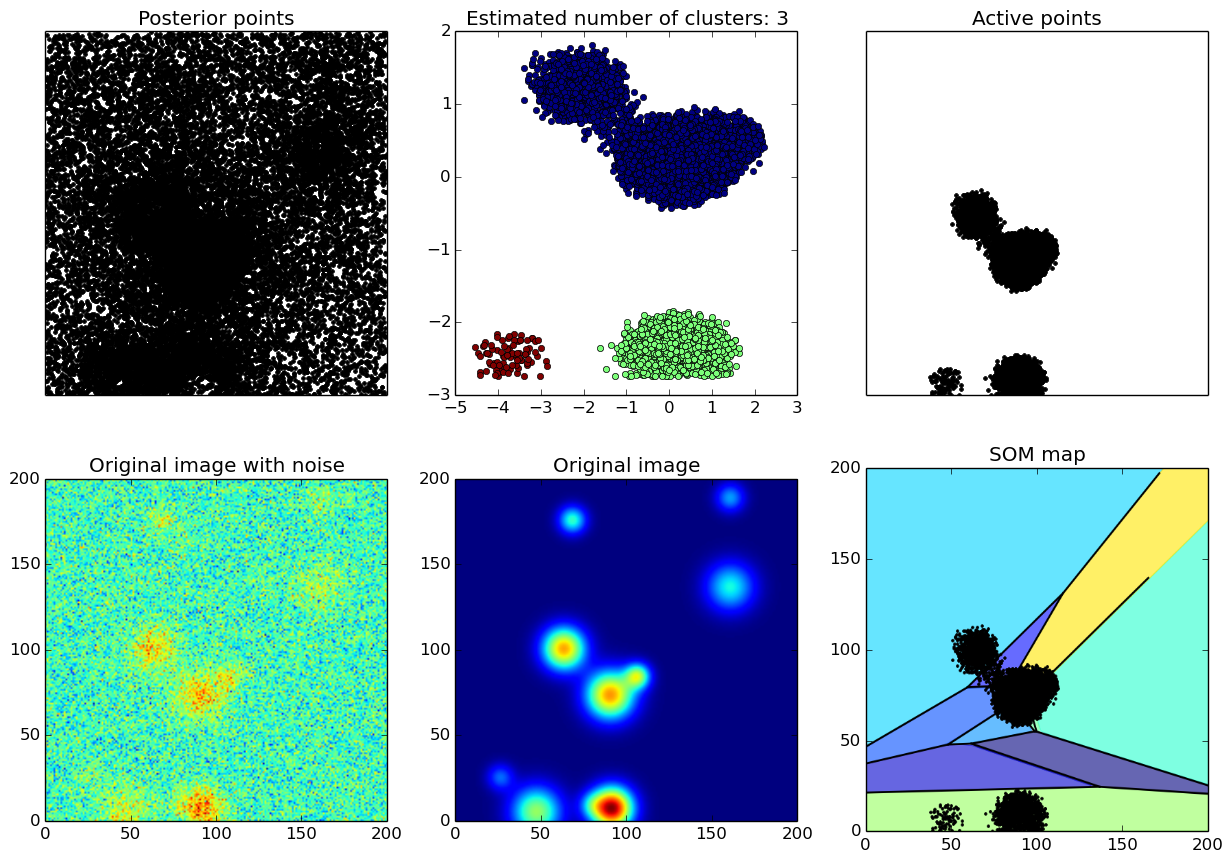 Posterior points
Estimated number of clusters: 3
Active points
2
1
0
−1
−2
−3
−5 −4 −3 −2 −1 0 1 2 3
Original image with noise
Original image
SOM map
200
150
100
50
0
0 50 100 150 200
200
150
100
50
0
0 50 100 150 200
200
150
100
50
0
0 50 100 150 200